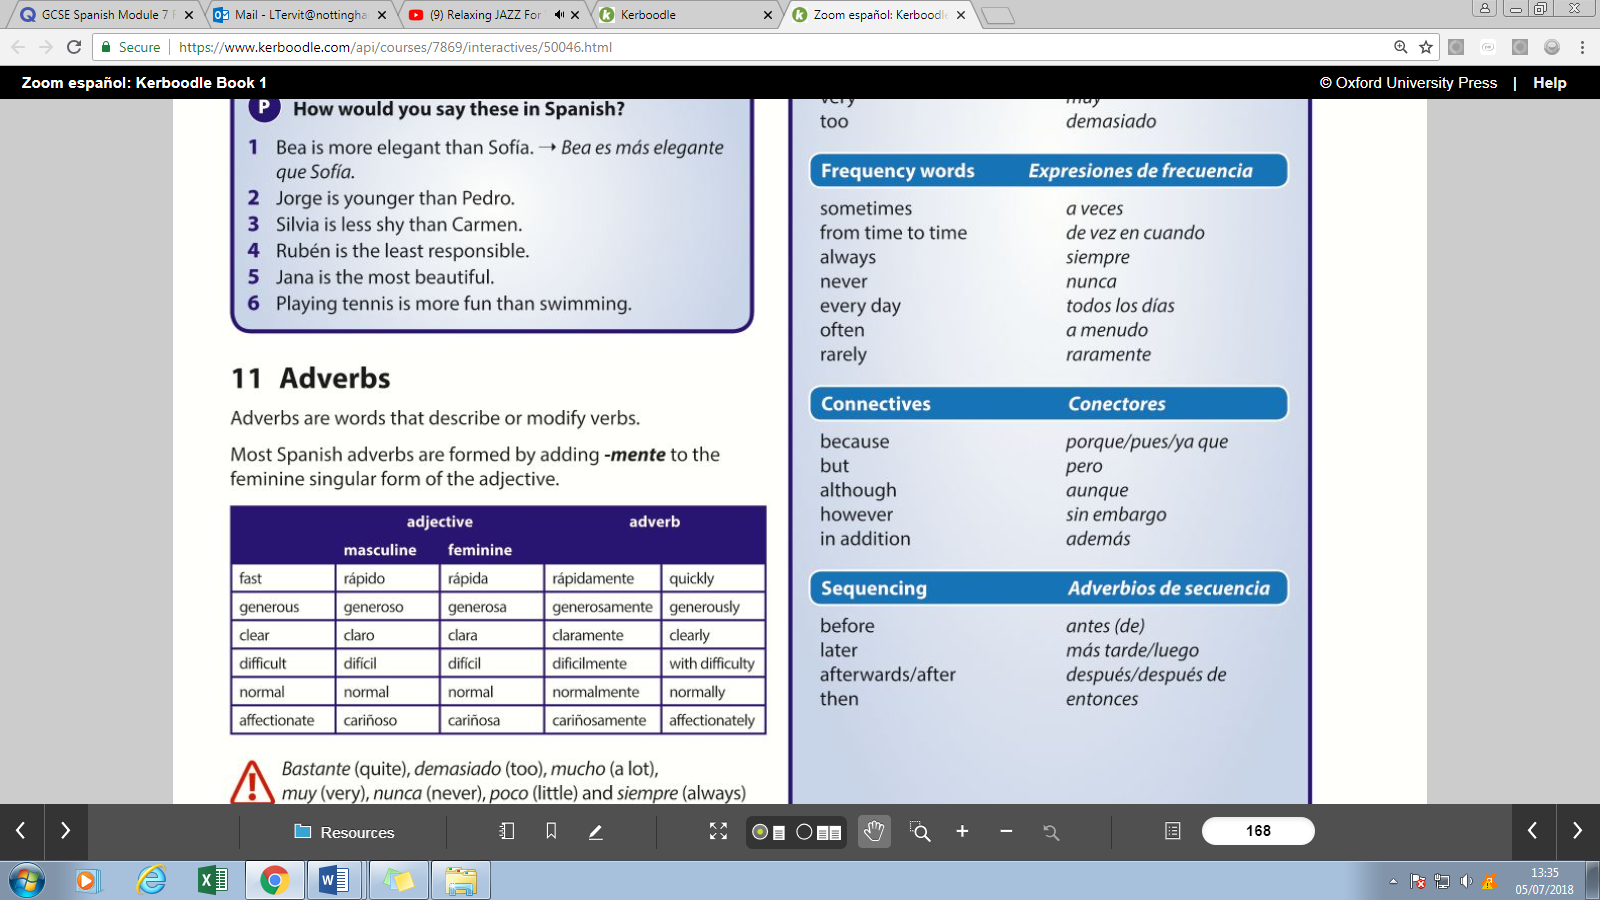 GCSE Spanish Module 7 F
Mail - LTervit@nottingha
(9) Relaxing JAZZ For
Kerboodle
Zoom español: Kerboodle
Secure
https://www.kerboodle.com/api/courses/7869/interactives/50046.html
Zoom español: Kerboodle Book 1
© Oxford University Press | Help
P How would you say these in Spanish?
1 Bea is more elegant than Sofía. → Bea es más elegante
que Sofía.
2 Jorge is younger than Pedro.
3 Silvia is less shy than Carmen.
4 Rubén is the least responsible.
5 Jana is the most beautiful.
6 Playing tennis is more fun than swimming.
11 Adverbs
Adverbs are words that describe or modify verbs.
Most Spanish adverbs are formed by adding -mente to the
feminine singular form of the adjective.
adjective adverb
masculine feminine
fast rápido rápida rápidamente quickly
generous generoso generosa generosamente generously
clear claro clara claramente clearly
difficult difícil difícil dificilmente with difficulty
normal normal normal normalmente normally
affectionate cariñoso cariñosa cariñosamente affectionately
Bastante (quite), demasiado (too), mucho (a lot),
muy (very), nunca (never), poco (little) and siempre (always)
very muy
too demasiado
Frequency words Expresiones de frecuencia
sometimes a veces
from time to time de vez en cuando
always siempre
never nunca
every day todos los días
often a menudo
rarely raramente
Connectives Conectores
because porque/pues/ya que
but pero
although aunque
however sin embargo
in addition además
Sequencing Adverbios de secuencia
before antes (de)
later más tarde/luego
afterwards/after después/después de
then entonces
Resources
168
13:35
05/07/2018